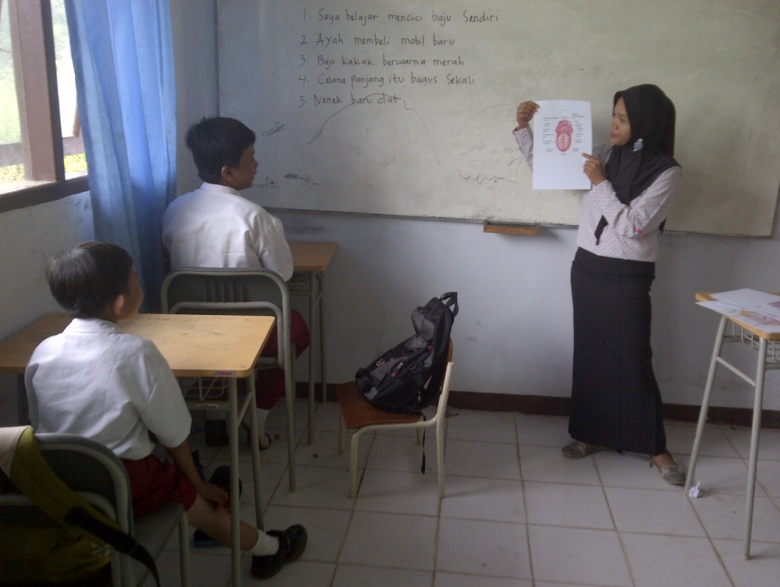 1. Saya belajar mencuci baju Sendiri
2. Ayah membeli mobil baru
3. Baju kakak berwarna merah
4. Celana panjang itu bagus Sekali
5. Nenek baru